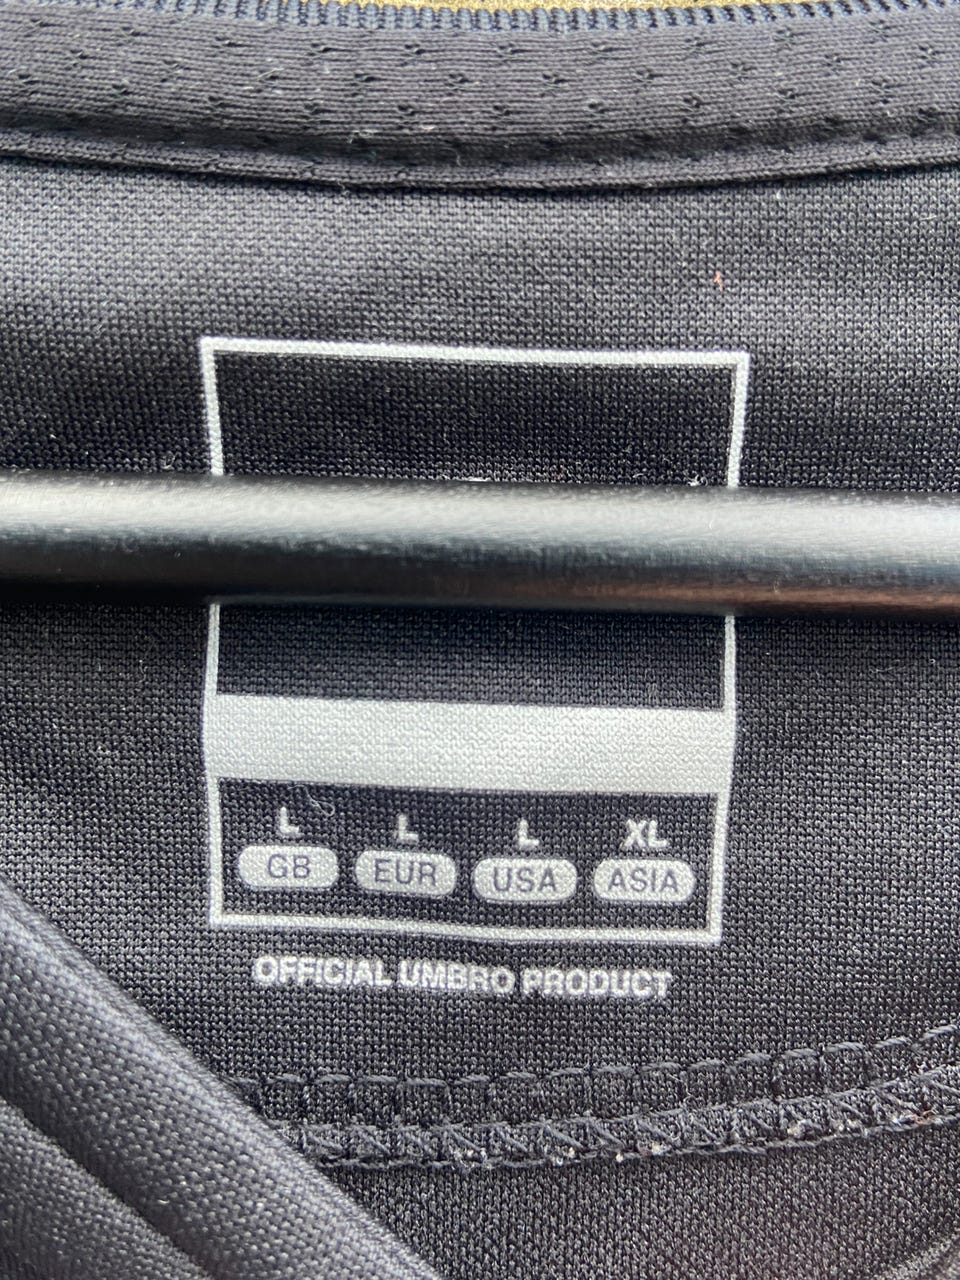 L L L XL
GB EUR USA ASIA
OFFICIAL UMBRO PRODUCT